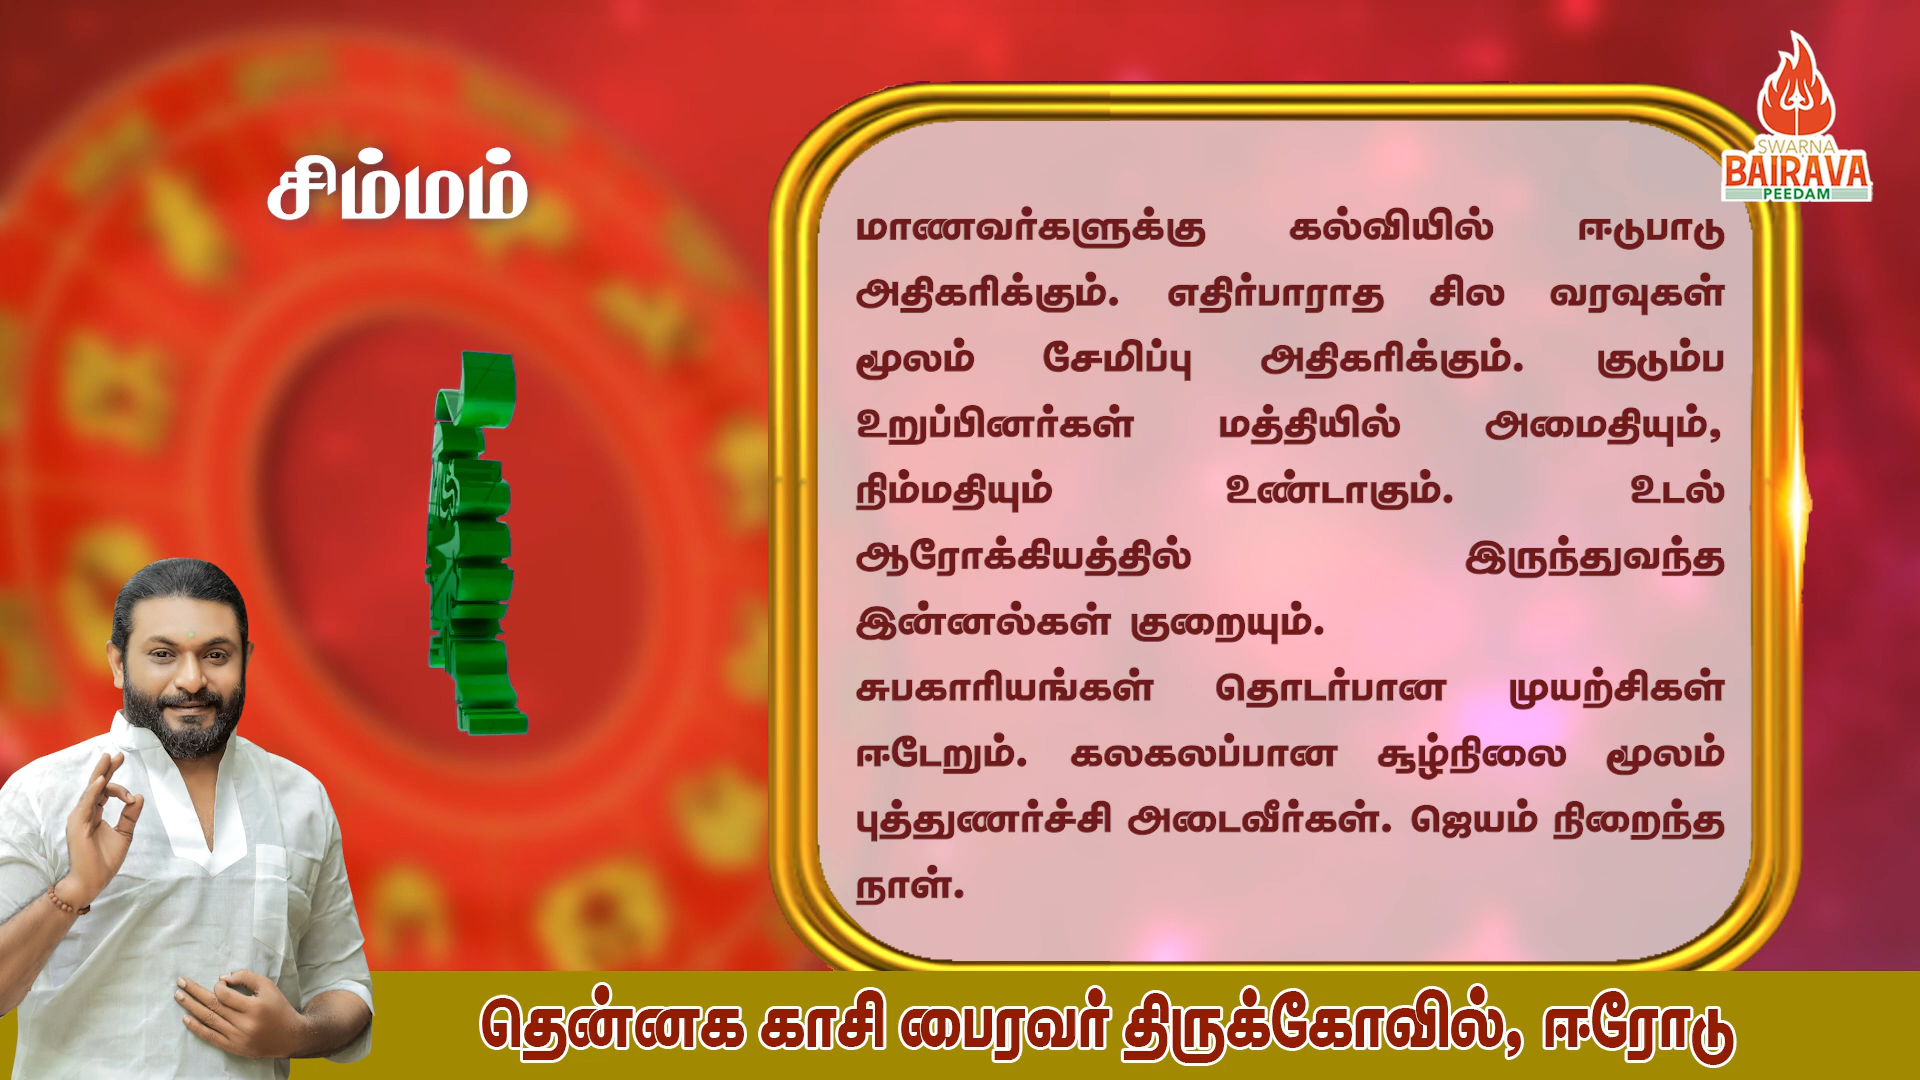 சிம்மம்
SWARNA
BAIRAVA
PEEDAM
மாணவர்களுக்கு கல்வியில் ஈடுபாடு
அதிகரிக்கும். எதிர்பாராத சில வரவுகள்
மூலம் சேமிப்பு அதிகரிக்கும். குடும்ப
உறுப்பினர்கள் மத்தியில் அமைதியும்,
நிம்மதியும் உண்டாகும். உடல்
ஆரோக்கியத்தில் இருந்துவந்த
இன்னல்கள் குறையும்.
சுபகாரியங்கள் தொடர்பான முயற்சிகள்
ஈடேறும். கலகலப்பான சூழ்நிலை மூலம்
புத்துணர்ச்சி அடைவீர்கள். ஜெயம் நிறைந்த
நாள்.
தென்னக காசி பைரவர் திருக்கோவில், ஈரோடு